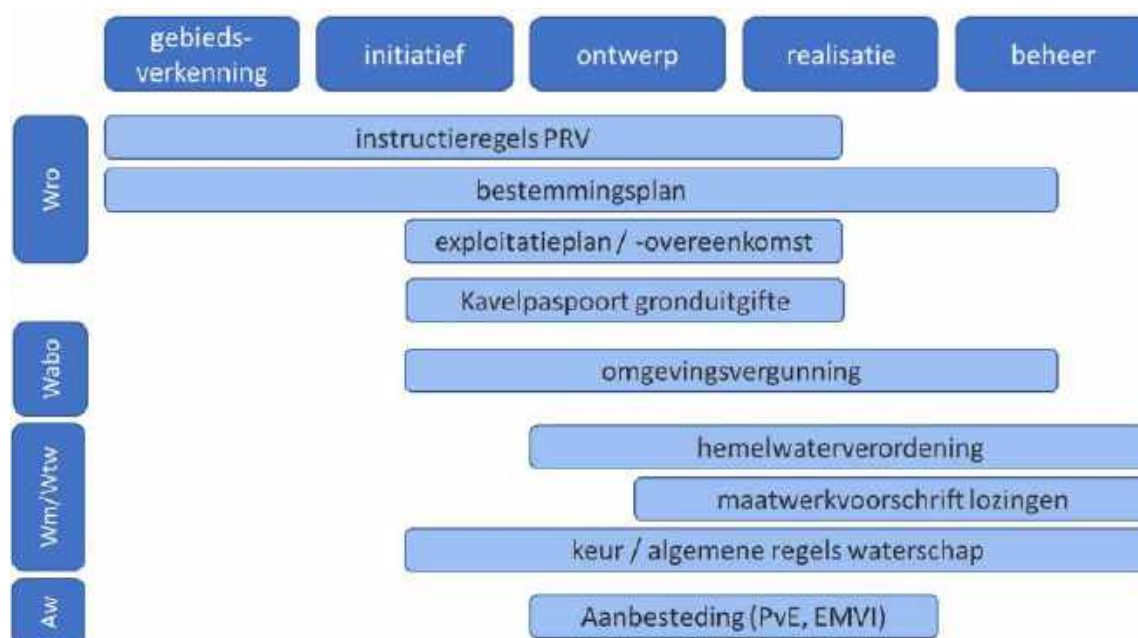 gebieds-
verkenning
initiatief
ontwerp
realisatie
beheer
Wro
instructieregels PRV
bestemmingsplan
exploitatieplan / -overeenkomst
Kavelpaspoort gronduitgifte
Wabo
omgevingsvergunning
Wm/Wtw
hemelwaterverordening
maatwerkvoorschrift lozingen
keur / algemene regels waterschap
Aw
Aanbesteding (PvE, EMVI)